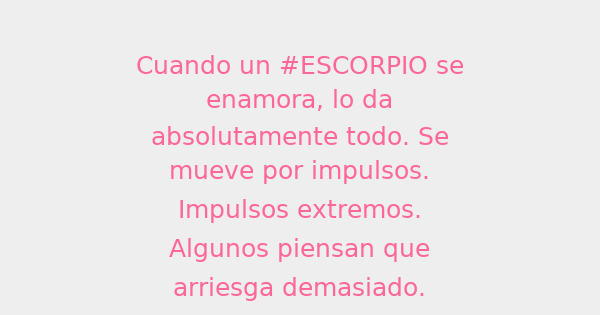 Cuando un #ESCORPIO se
enamora, lo da
absolutamente todo. Se
mueve por impulsos.
Impulsos extremos.
Algunos piensan que
arriesga demasiado.